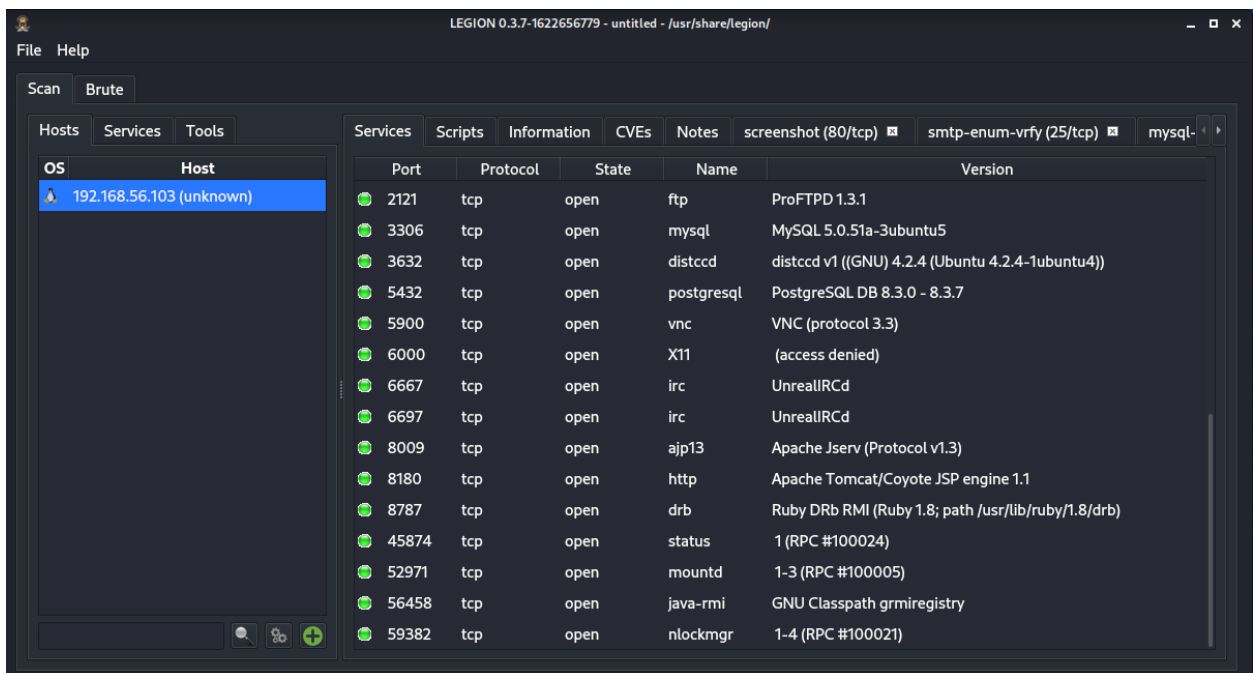 LEGION 0.3.7-1622656779 - untitled - /usr/share/legion/
File Help
Scan Brute
Hosts Services Tools
OS Host
192.168.56.103 (unknown)
Services Scripts Information CVEs Notes screenshot (80/tcp) smtp-enum-vrfy (25/tcp) mysql-
Port Protocol State Name Version
2121 tcp open ftp ProFTPD 1.3.1
3306 tcp open mysql MySQL 5.0.51a-3ubuntu5
3632 tcp open distccd distccd v1 ((GNU) 4.2.4 (Ubuntu 4.2.4-1ubuntu4))
5432 tcp open postgresql PostgreSQL DB 8.3.0 - 8.3.7
5900 tcp open vnc VNC (protocol 3.3)
6000 tcp open X11 (access denied)
6667 tcp open irc UnrealIRCd
6697 tcp open irc UnrealIRCd
8009 tcp open ajp13 Apache Jserv (Protocol v1.3)
8180 tcp open http Apache Tomcat/Coyote JSP engine 1.1
8787 tcp open drb Ruby DRb RMI (Ruby 1.8; path /usr/lib/ruby/1.8/drb)
45874 tcp open status 1 (RPC #100024)
52971 tcp open mountd 1-3 (RPC #100005)
56458 tcp open java-rmi GNU Classpath grmiregistry
59382 tcp open nlockmgr 1-4 (RPC #100021)